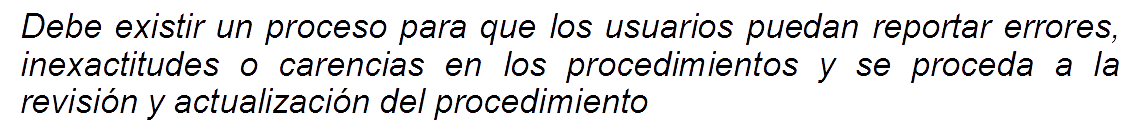 Debe existir un proceso para que los usuarios puedan reportar errores,
inexactitudes o carencias en los procedimientos y se proceda a la
revisión y actualización del procedimiento